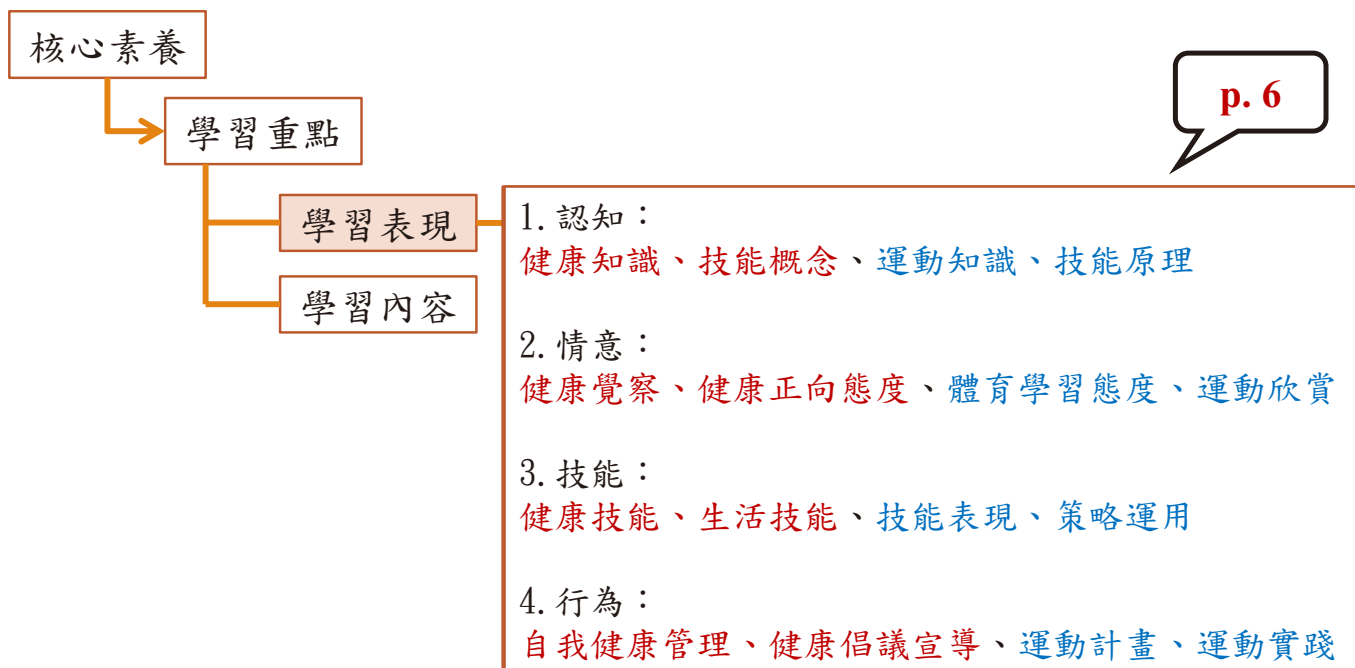 核心素養
p. 6
學習重點
學習表現
1.認知：
健康知識、技能概念、運動知識、技能原理
學習內容
2.情意：
健康覺察、健康正向態度、體育學習態度、運動欣賞
3.技能：
健康技能、生活技能、技能表現、策略運用
4.行為：
自我健康管理、健康倡議宣導、運動計畫、運動實踐